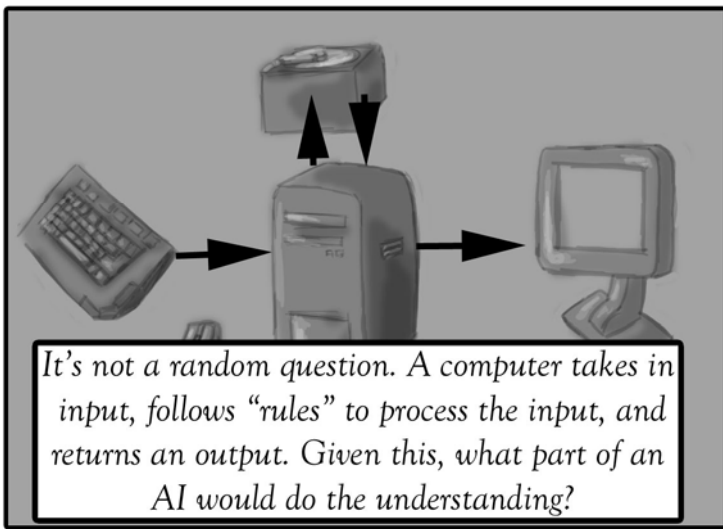 It's not a random question. A computer takes in
input, follows “rules” to process the input, and
returns an output. Given this, what part of an
AI would do the understanding?